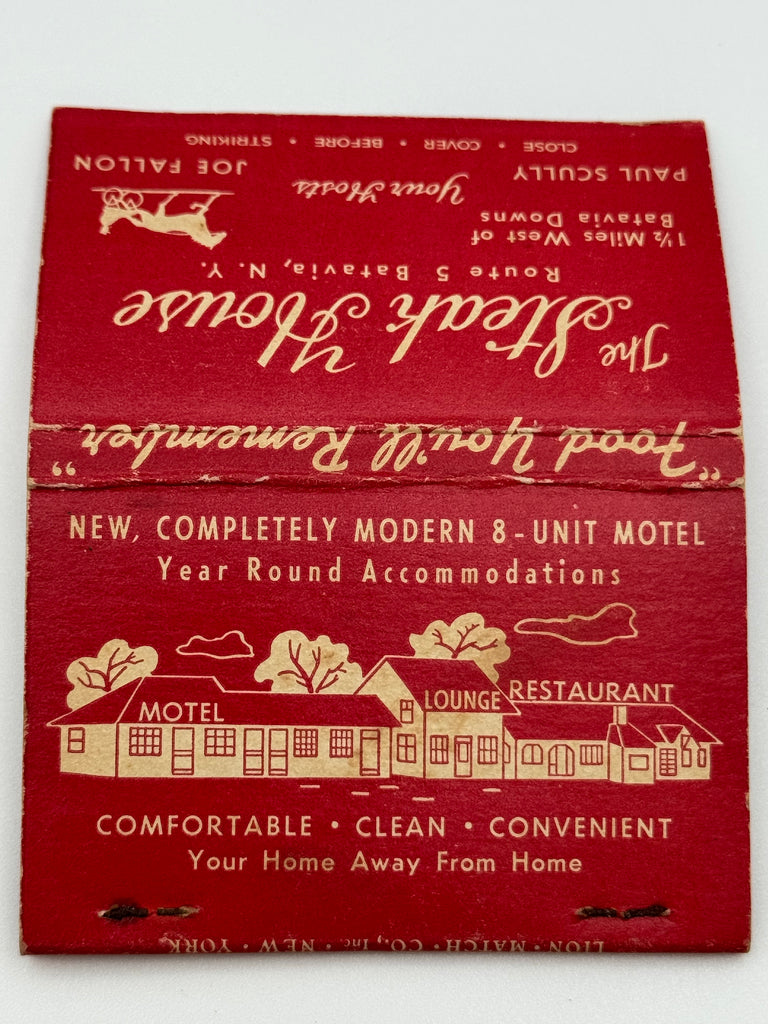 "Food You'll Remember"
The Steak House
Route 5 Batavia, N.Y.
1½ Miles West of
Batavia Downs
Your Hosts
PAUL SCULLY JOE FALLON
CLOSE • COVER • BEFORE • STRIKING
NEW, COMPLETELY MODERN 8-UNIT MOTEL
Year Round Accommodations
MOTEL
LOUNGE
RESTAURANT
COMFORTABLE • CLEAN • CONVENIENT
Your Home Away From Home
LION • MATCH • CO., INC. • NEW • YORK